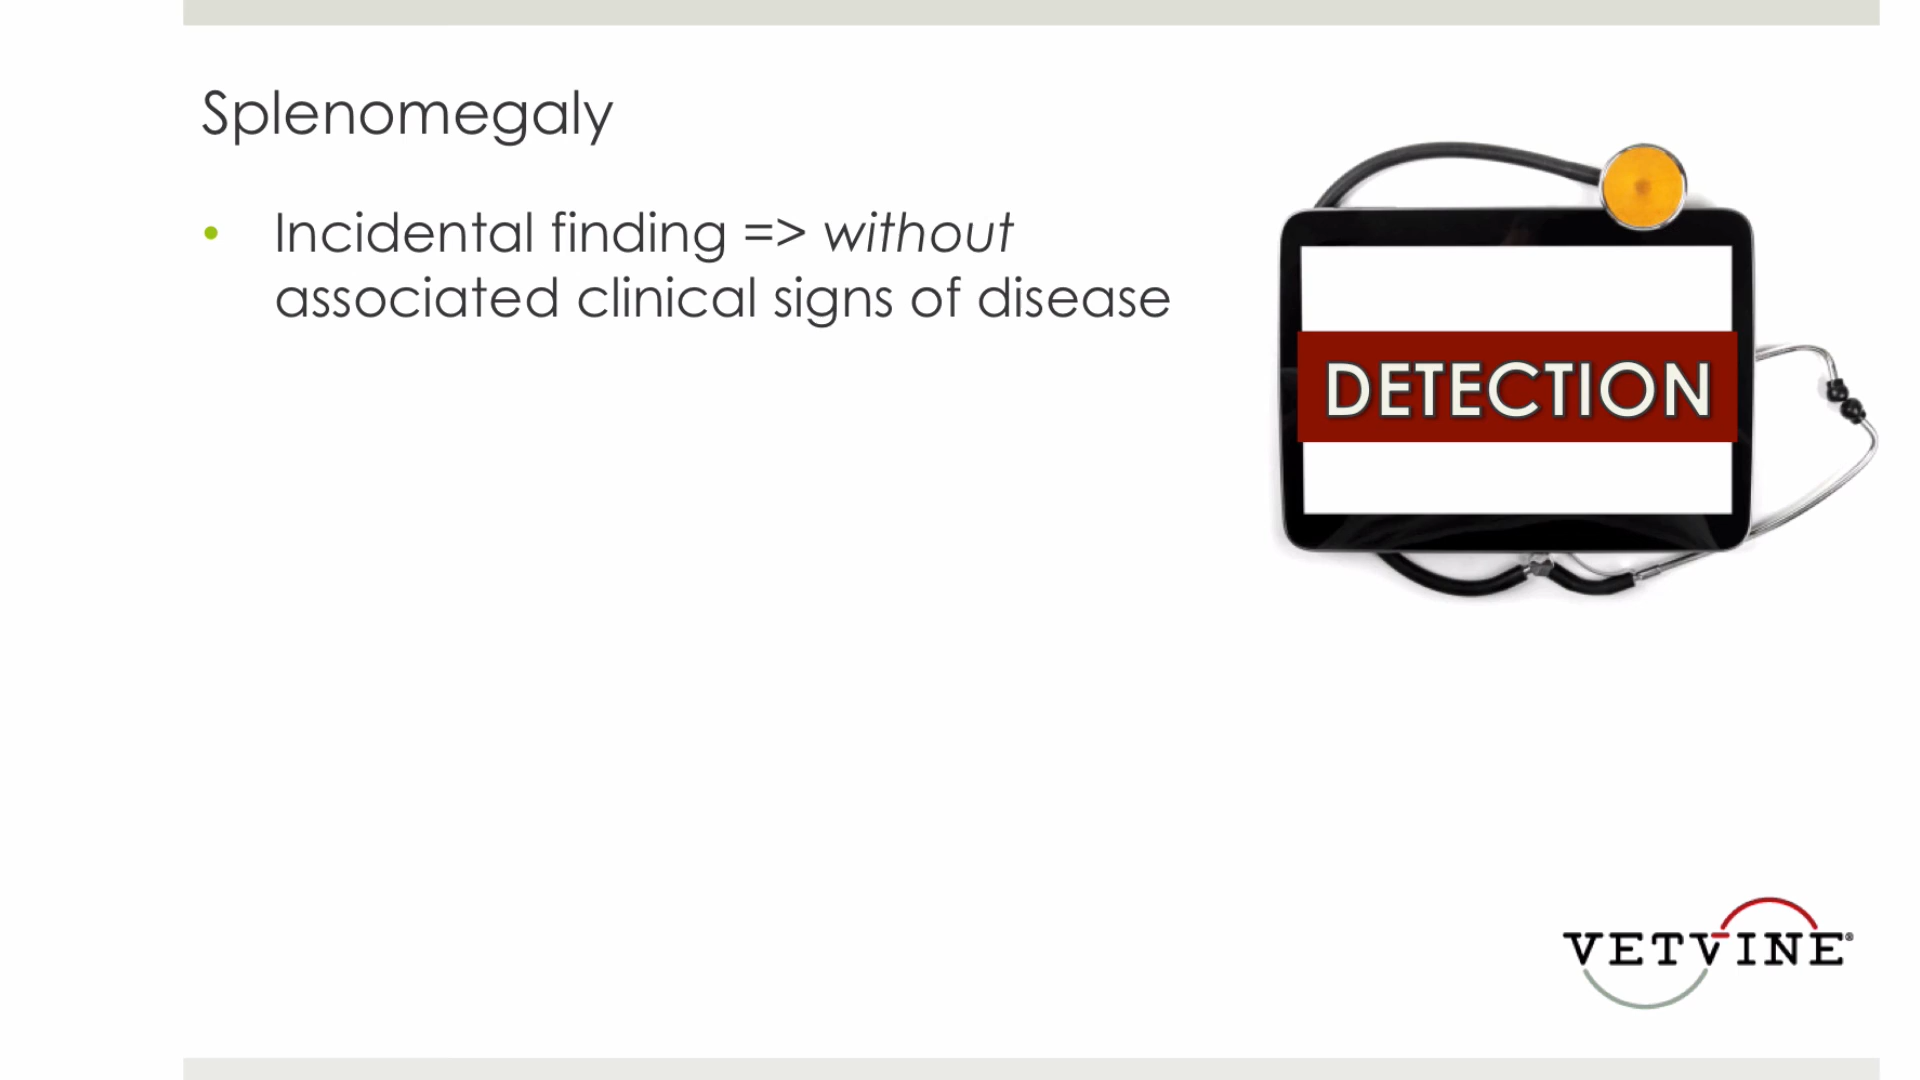 Splenomegaly
• Incidental finding => without
associated clinical signs of disease
DETECTION
VETVINE®